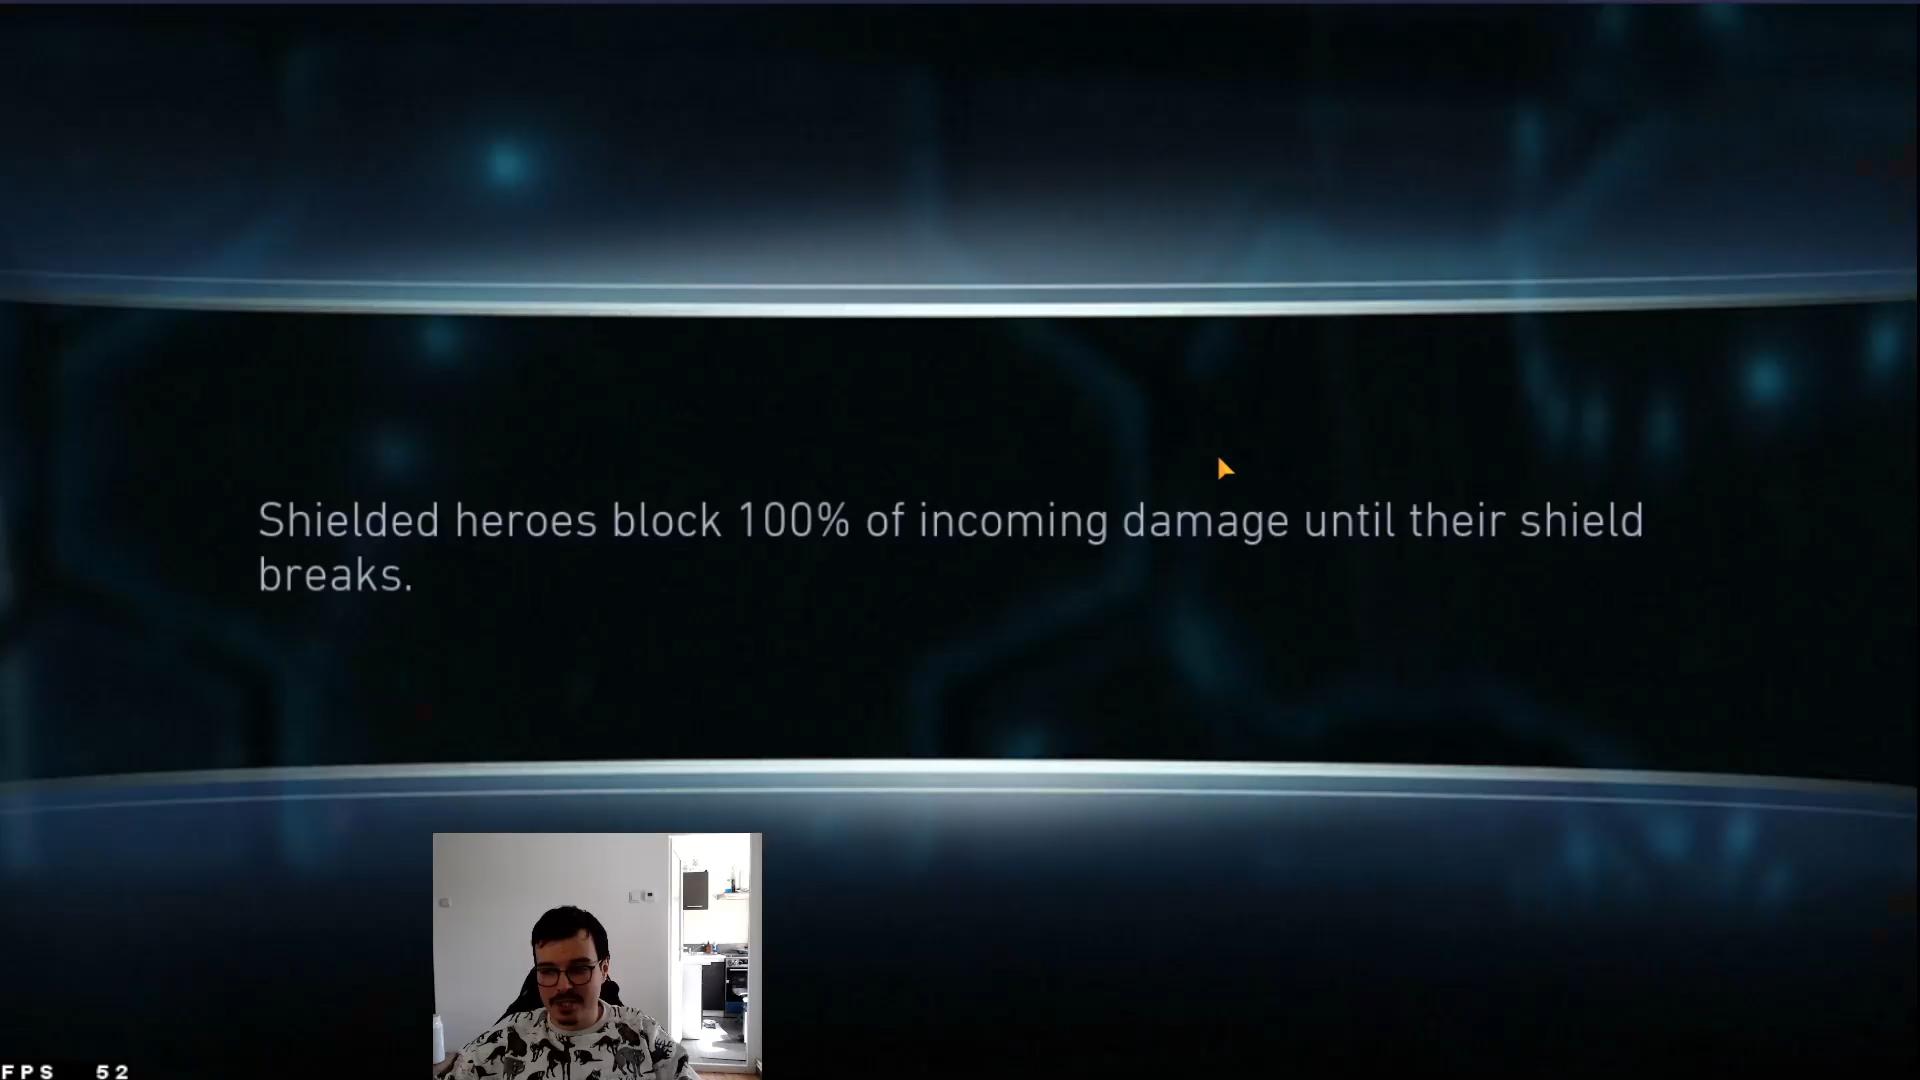 Shielded heroes block 100% of incoming damage until their shield
breaks.
FPS 52